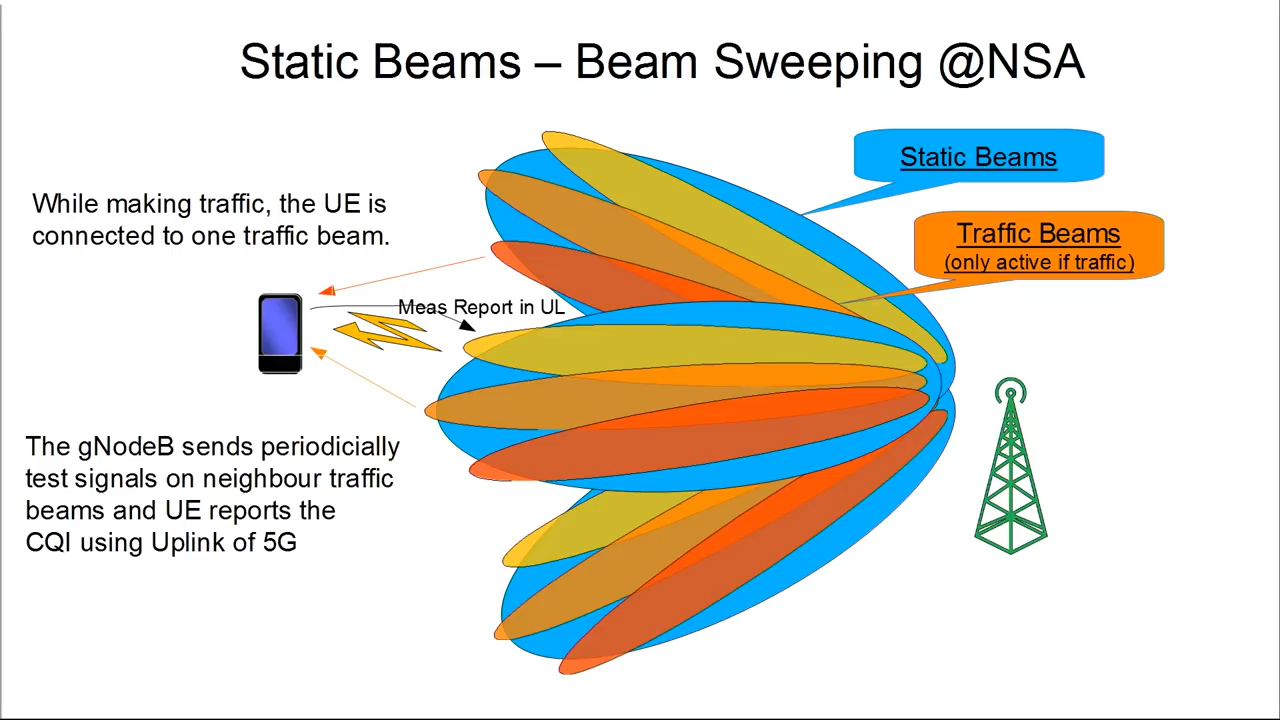 Static Beams – Beam Sweeping @NSA
Static Beams
While making traffic, the UE is
connected to one traffic beam.
Traffic Beams
(only active if traffic)
Meas Report in UL
The gNodeB sends periodicially
test signals on neighbour traffic
beams and UE reports the
CQI using Uplink of 5G